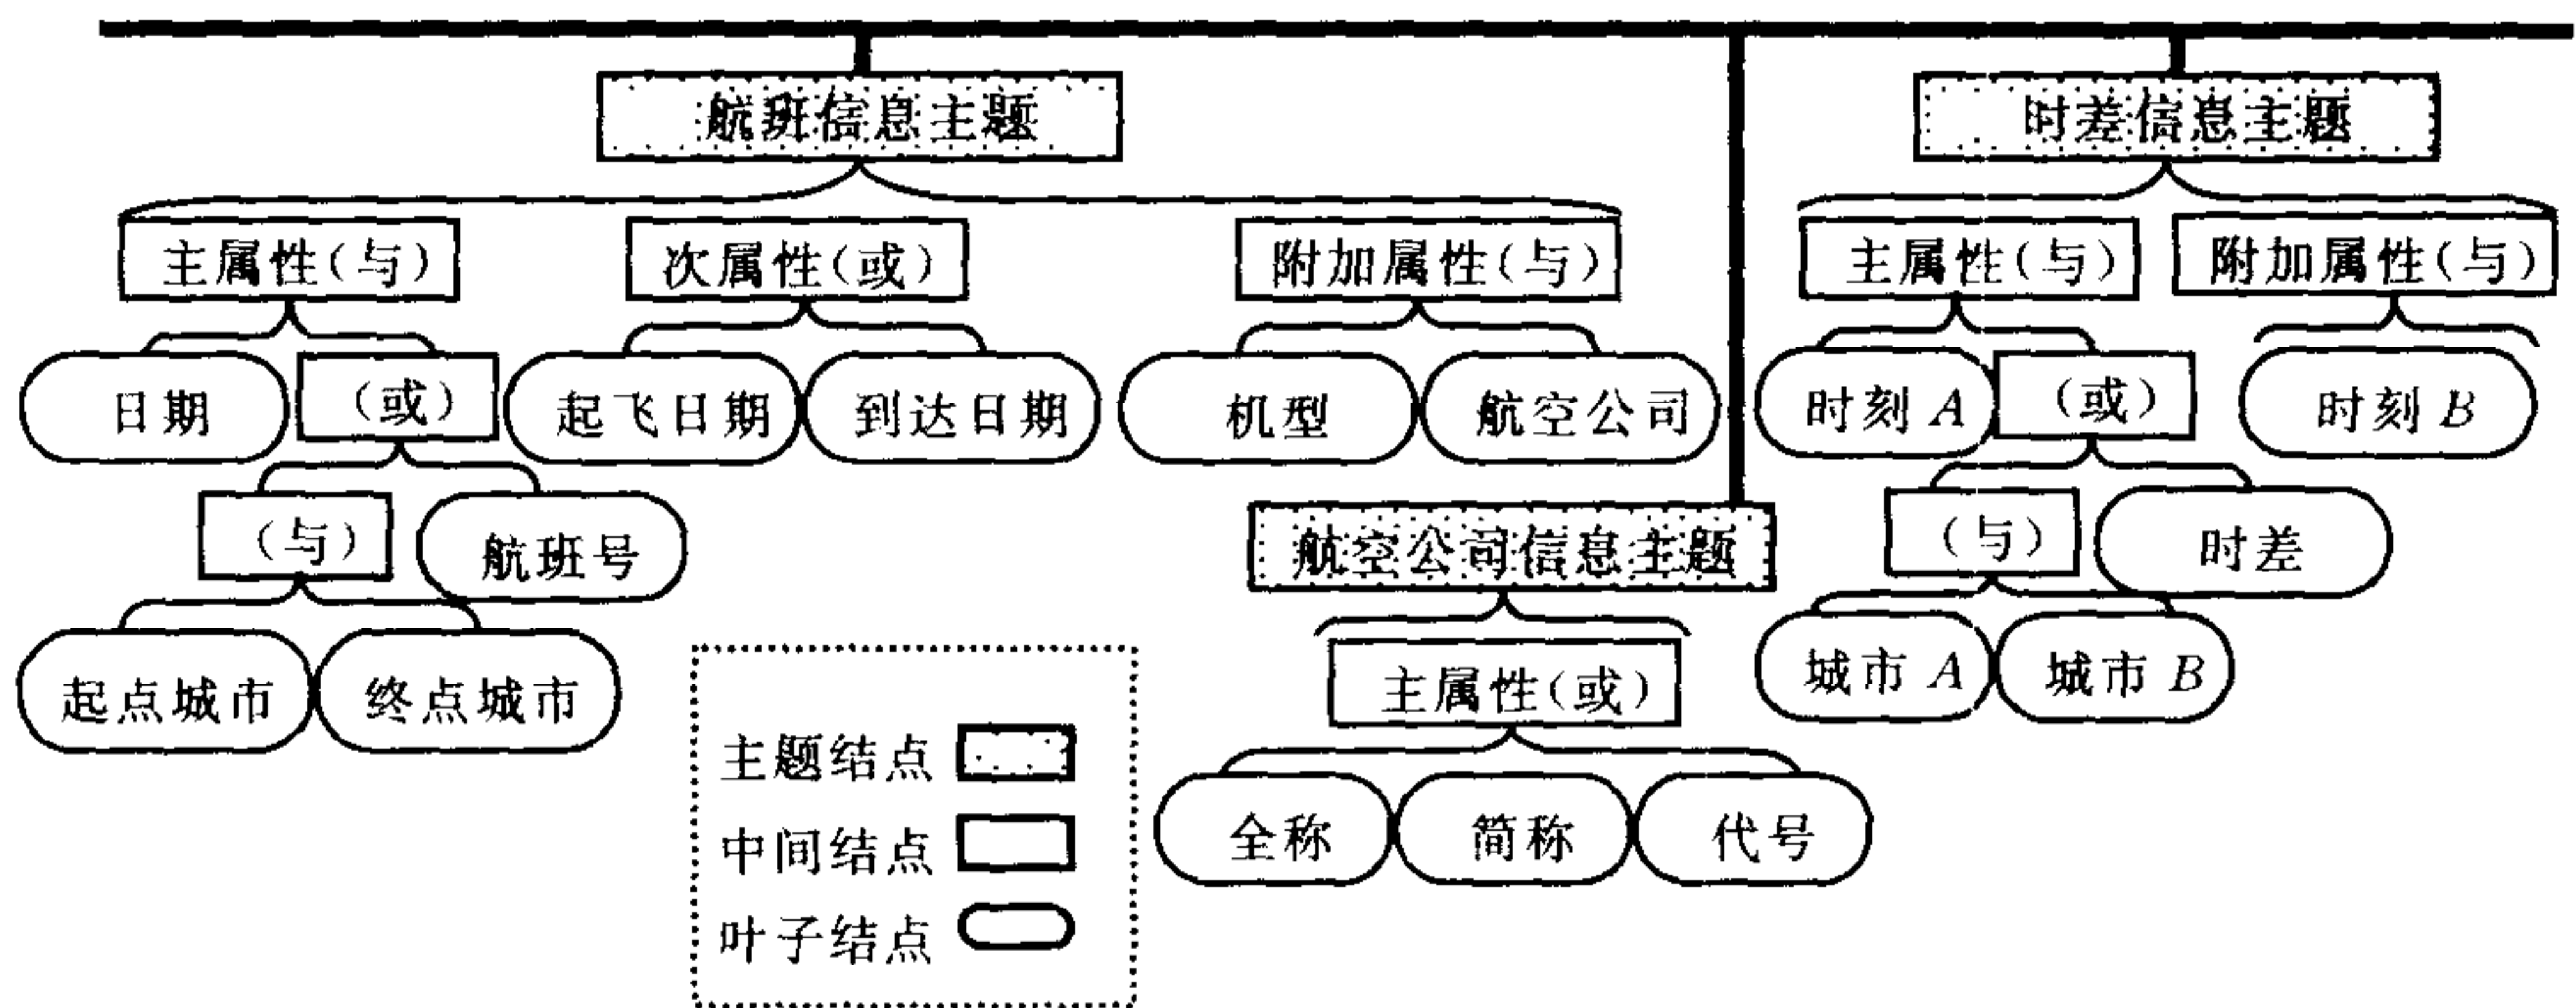 航班信息主题
时差信息主题
主属性(与)
次属性(或)
附加属性(与)
主属性(与)
附加属性(与)
日期
(或)
起飞日期
到达日期
机型
航空公司
时刻 A
(或)
时刻 B
(与)
航班号
航空公司信息主题
(与)
时差
起点城市
终点城市
主属性(或)
城市 A
城市 B
主题结点
中间结点
叶子结点
全称
简称
代号